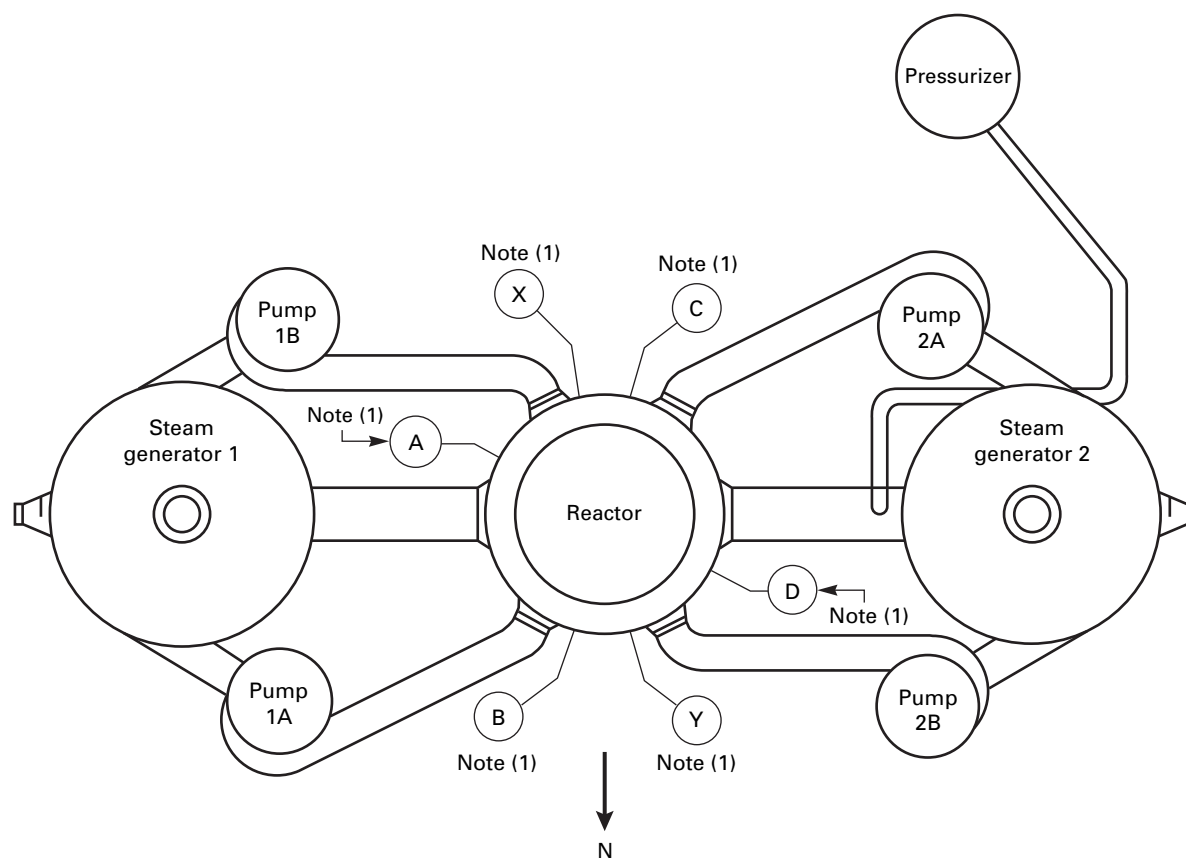 Pressurizer
Note (1)
Note (1)
X
C
Pump
1B
Pump
2A
Note (1)
A
Steam
generator 1
Steam
generator 2
Reactor
D
Note (1)
Pump
1A
B
Y
Pump
2B
Note (1)
Note (1)
N